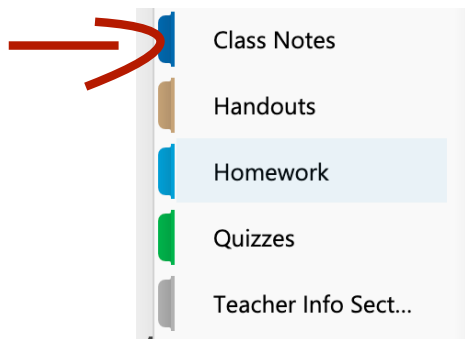 Class Notes
Handouts
Homework
Quizzes
Teacher Info Sect...